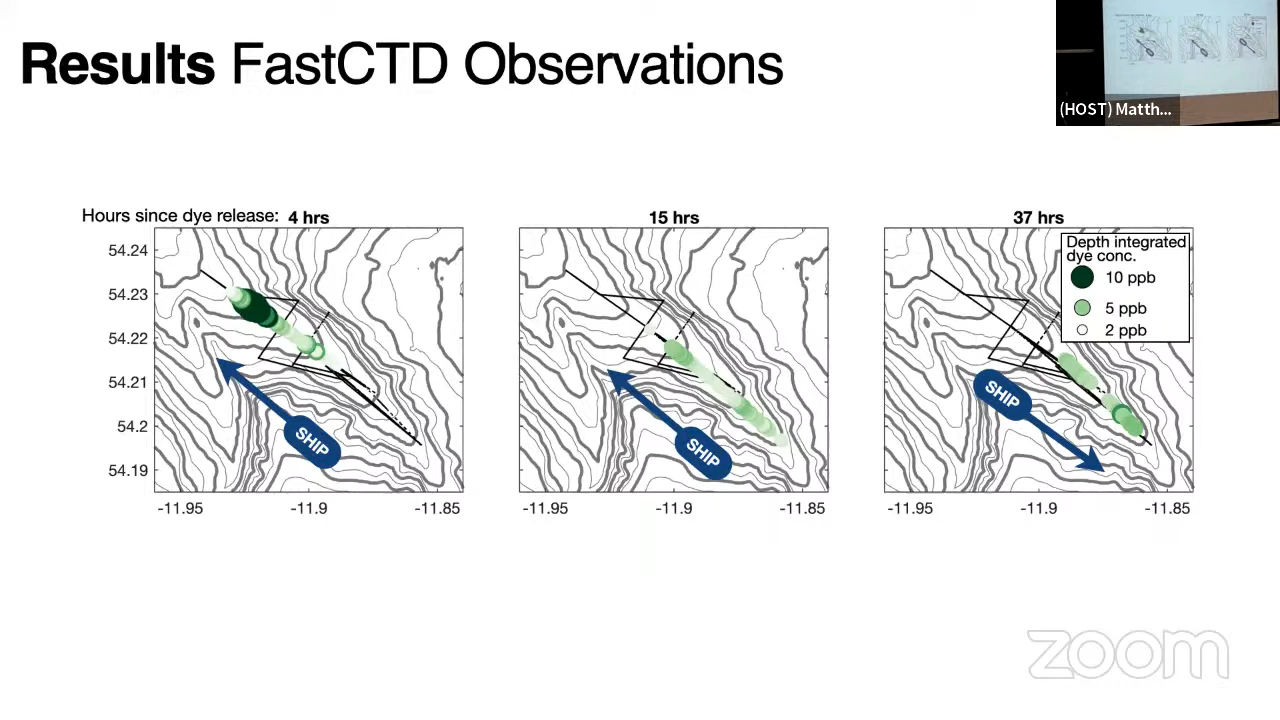 Results FastCTD Observations
(HOST) Matth...
Hours since dye release: 4 hrs
15 hrs
37 hrs
54.24
54.23
54.22
54.21
54.2
54.19
-11.95
-11.9
-11.85
SHIP
-11.95
-11.9
-11.85
SHIP
-11.95
-11.9
-11.85
SHIP
Depth integrated
dye conc.
10 ppb
5 ppb
2 ppb
zoom